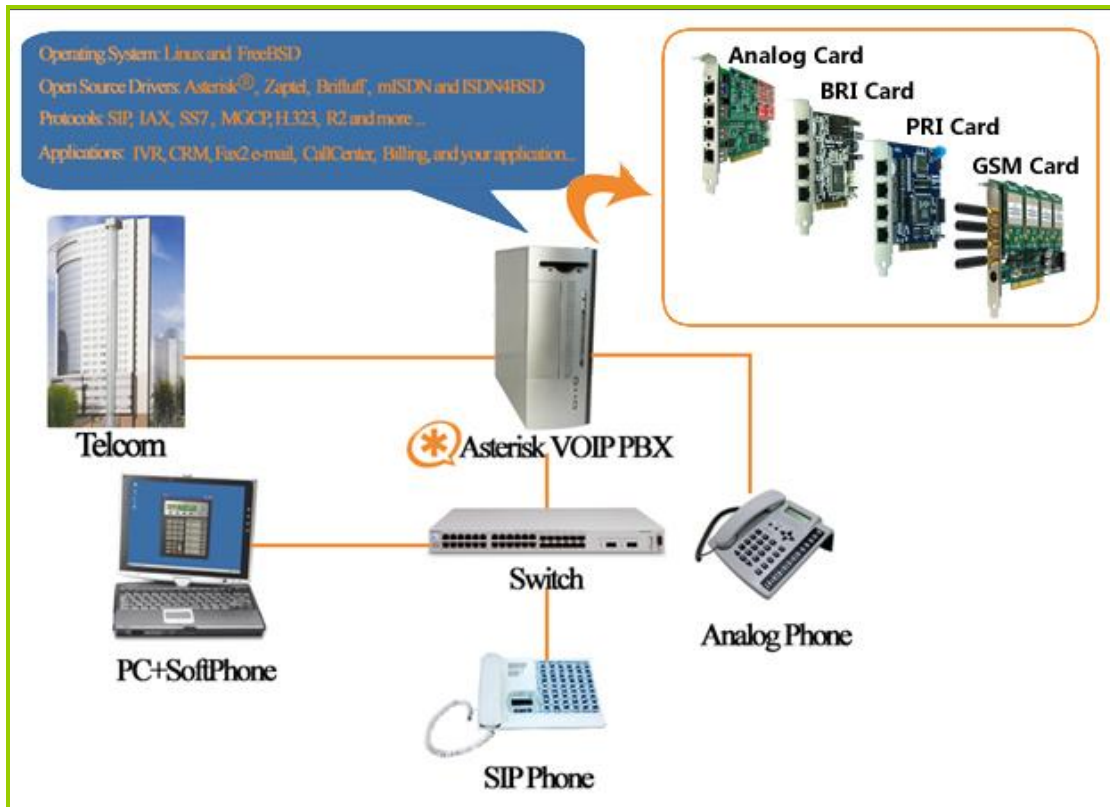 Operating System: Linux and FreeBSD
Open Source Drivers: Asterisk®, Zaptel, Brifluff, mISDN and ISDN4BSD
Protocols: SIP, IAX, SS7, MGCP, H.323, R2 and more ...
Applications: IVR, CRM, Fax2 e-mail, CallCenter, Billing, and your application...
Analog Card
BRI Card
PRI Card
GSM Card
Telcom
Asterisk VOIP PBX
Switch
Analog Phone
PC+SoftPhone
SIP Phone